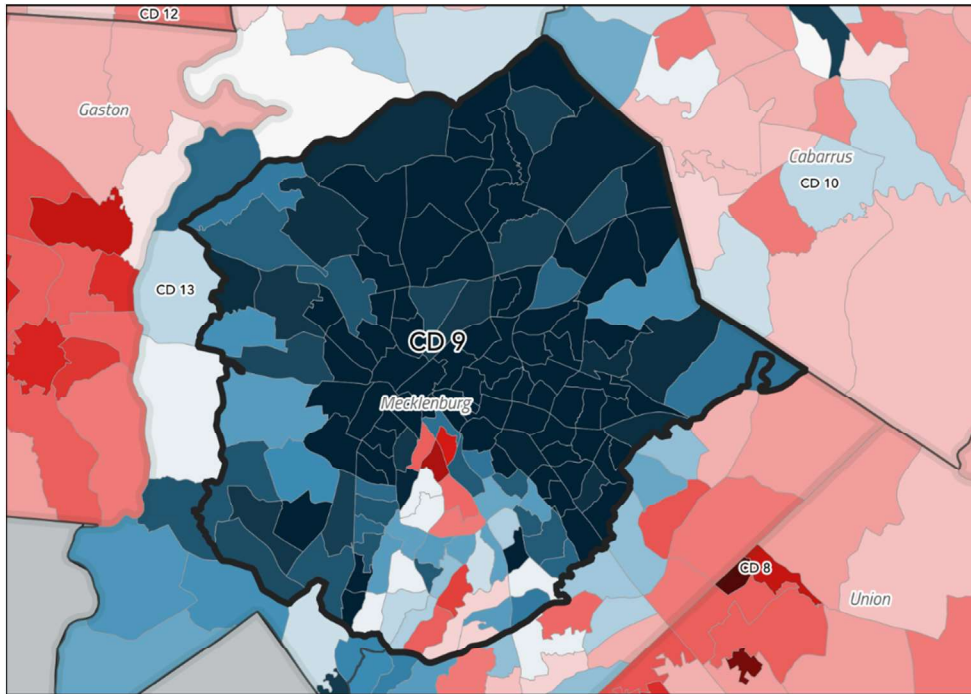 CD 12
Gaston
Cabarrus
CD 10
CD 13
CD 9
Mecklenburg
CD 8
Union